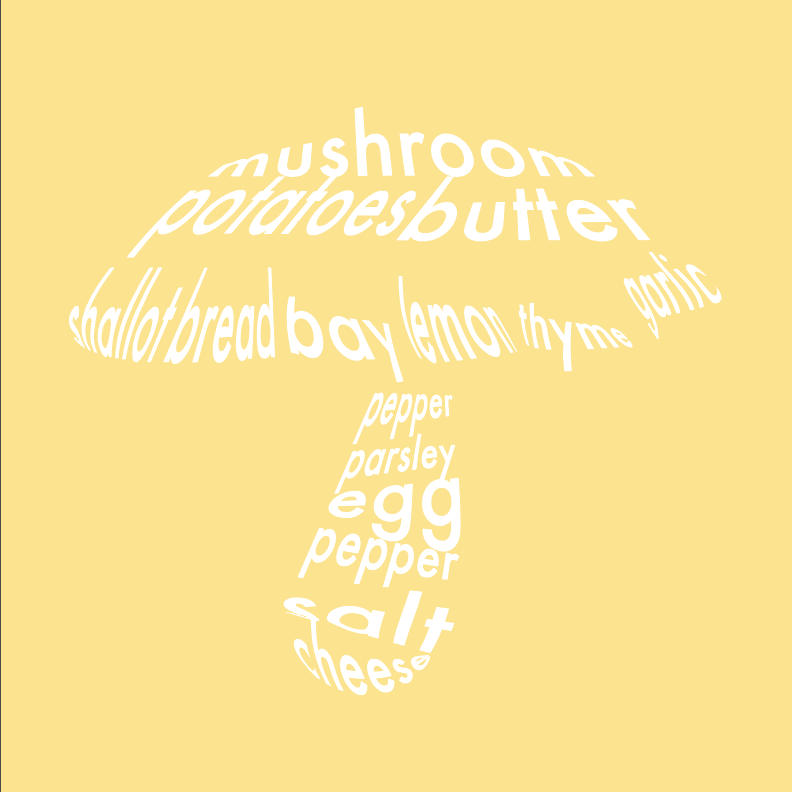 mushroom
potatoes butter
shallot bread bay lemon thyme garlic
pepper
parsley
egg
pepper
salt
cheese